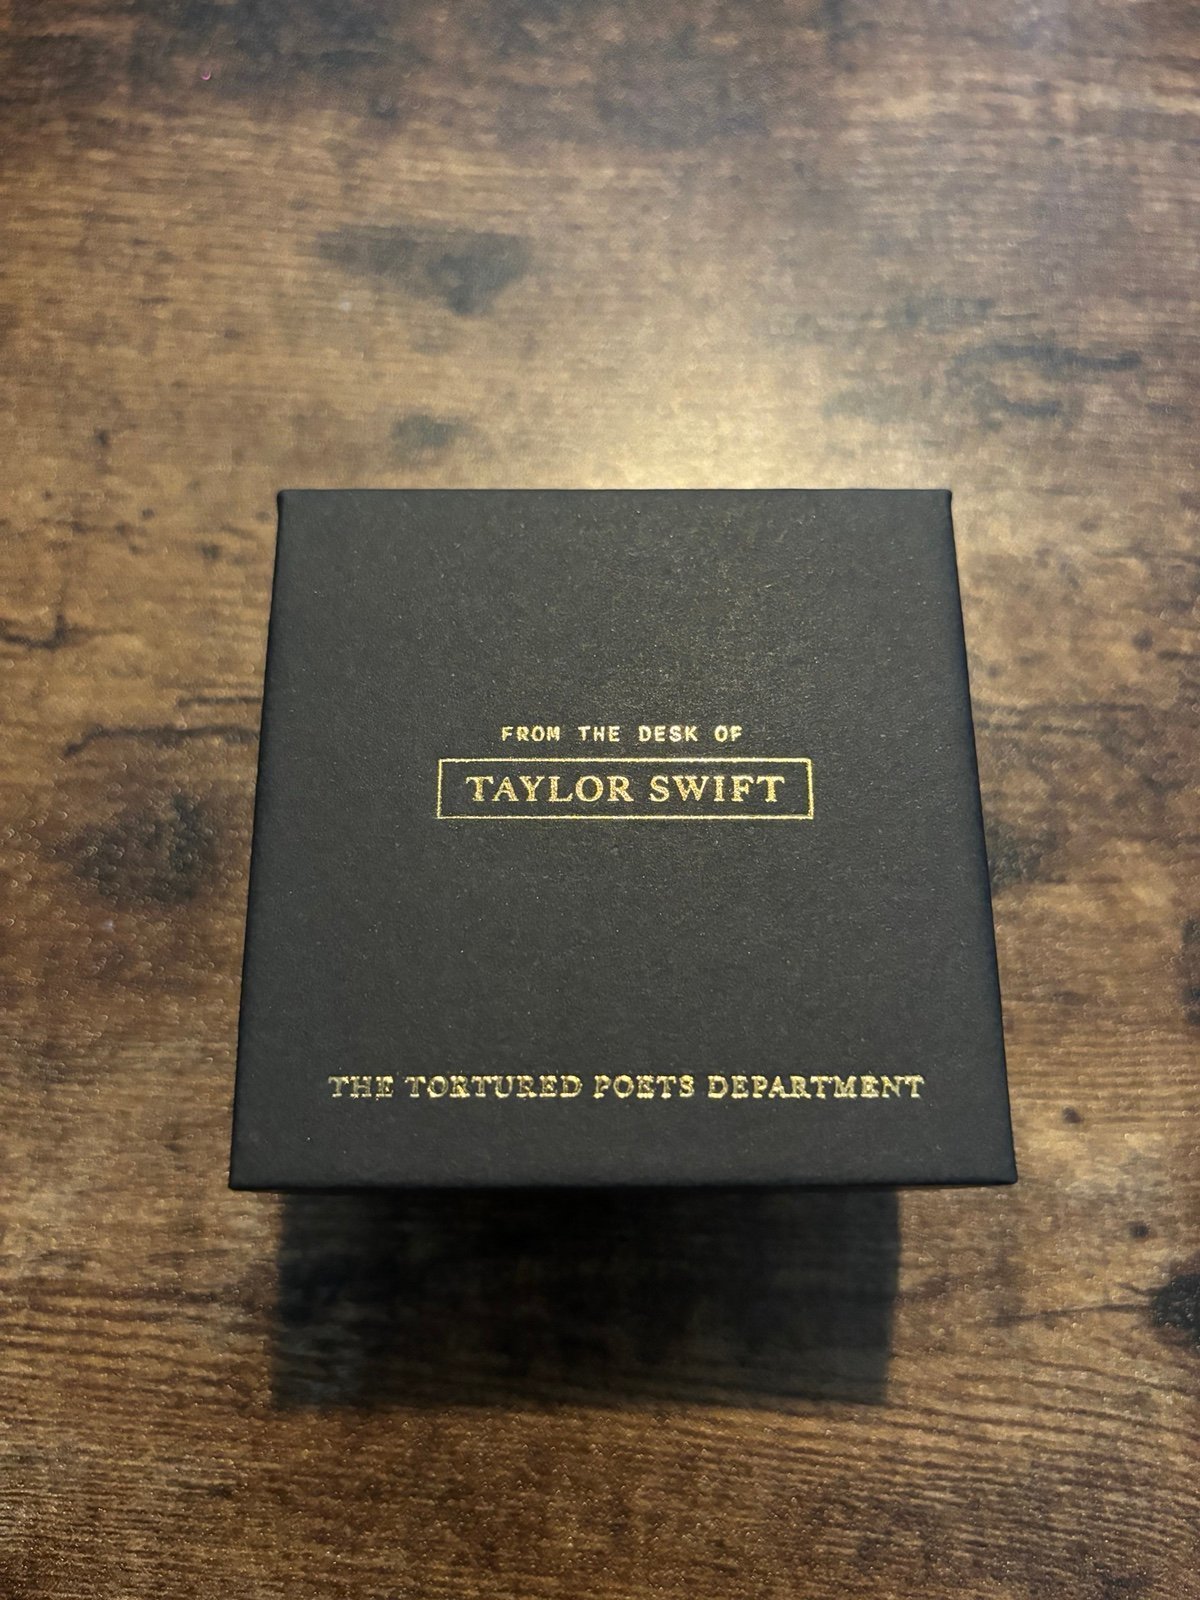 FROM THE DESK OF
TAYLOR SWIFT
THE TORTURED POETS DEPARTMENT